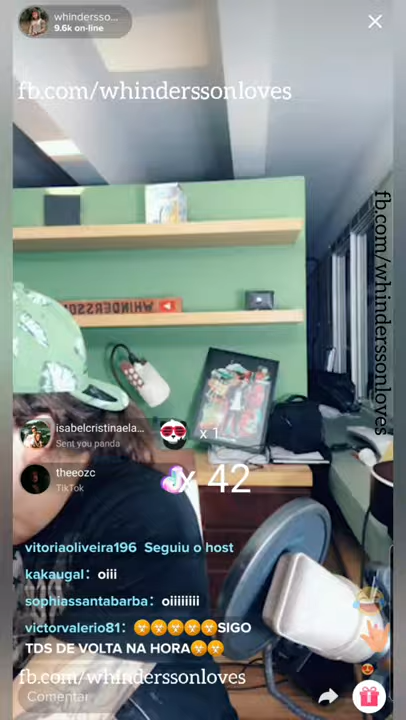 whindersso...
9.6k on-line
fb.com/whinderssonloves
fb.com/whinderssonloves
WHINDERSSON
isabelcristinaela...
Sent you panda
x 1
theeozc
TikTok
x 42
vitoriaoliveira196 Seguiu o host
kakaugal: oiii
sophiassantabarba: oiiiiiiii
victorvalerio81: ☣☣☣☣☣SIGO
TDS DE VOLTA NA HORA☣☣
fb.com/whinderssonloves
Comentar